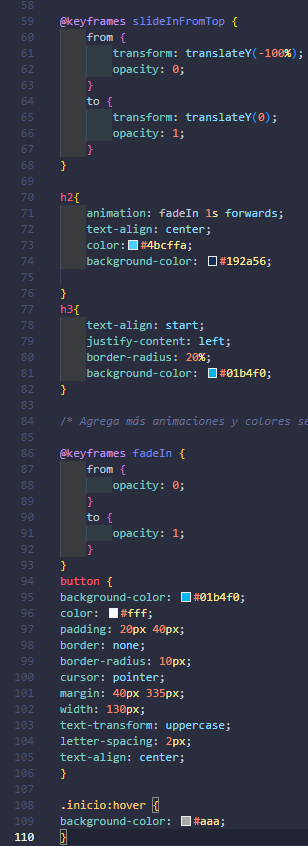 58
59 @keyframes slideInFromTop {
60 from {
61 transform: translateY(-100%);
62 opacity: 0;
63 }
64 to {
65 transform: translateY(0);
66 opacity: 1;
67 }
68 }
69
70 h2{
71 animation: fadeIn 1s forwards;
72 text-align: center;
73 color: #4bcffa;
74 background-color: #192a56;
75
76 }
77 h3{
78 text-align: start;
79 justify-content: left;
80 border-radius: 20%;
81 background-color: #01b4f0;
82 }
83
84 /* Agrega más animaciones y colores se
85
86 @keyframes fadeIn {
87 from {
88 opacity: 0;
89 }
90 to {
91 opacity: 1;
92 }
93 }
94 button {
95 background-color: #01b4f0;
96 color: #fff;
97 padding: 20px 40px;
98 border: none;
99 border-radius: 10px;
100 cursor: pointer;
101 margin: 40px 335px;
102 width: 130px;
103 text-transform: uppercase;
104 letter-spacing: 2px;
105 text-align: center;
106 }
107
108 .inicio:hover {
109 background-color: #aaa;
110 }